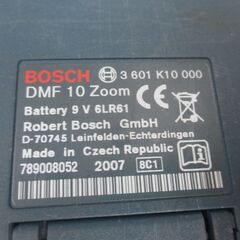 BOSCH 3 601 K10 000
DMF 10 Zoom
Battery 9 V 6LR61
Robert Bosch GmbH
D-70745 Leinfelden-Echterdingen
Made in Czech Republic
789008052 2007 8C1